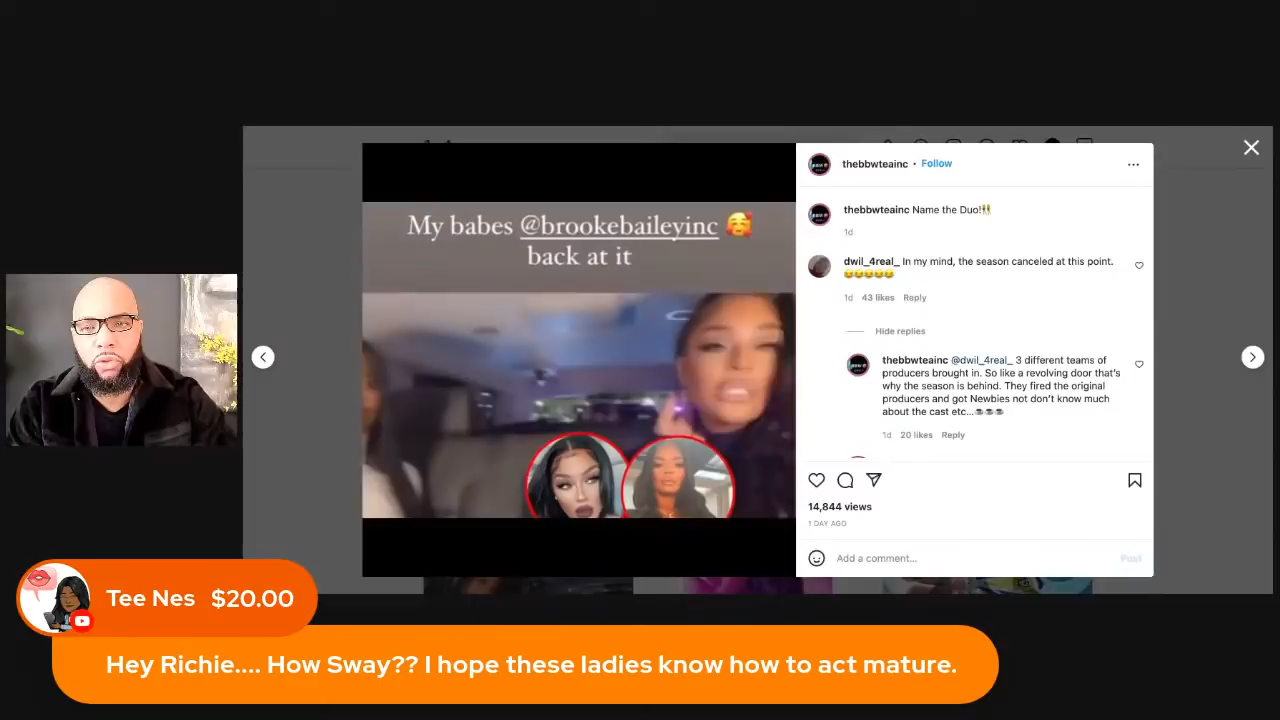 My babes @brookebaileyinc 🥰
back at it
thebbwteainc • Follow
thebbwteainc Name the Duo!👯
1d
dwil_4real_ In my mind, the season canceled at this point.
😂😂😂😂😂
1d 43 likes Reply
Hide replies
thebbwteainc @dwil_4real_ 3 different teams of
producers brought in. So like a revolving door that's
why the season is behind. They fired the original
producers and got Newbies not don't know much
about the cast etc...☕☕☕
1d 20 likes Reply
14,844 views
1 DAY AGO
Add a comment...
Post
Tee Nes $20.00
Hey Richie.... How Sway?? I hope these ladies know how to act mature.